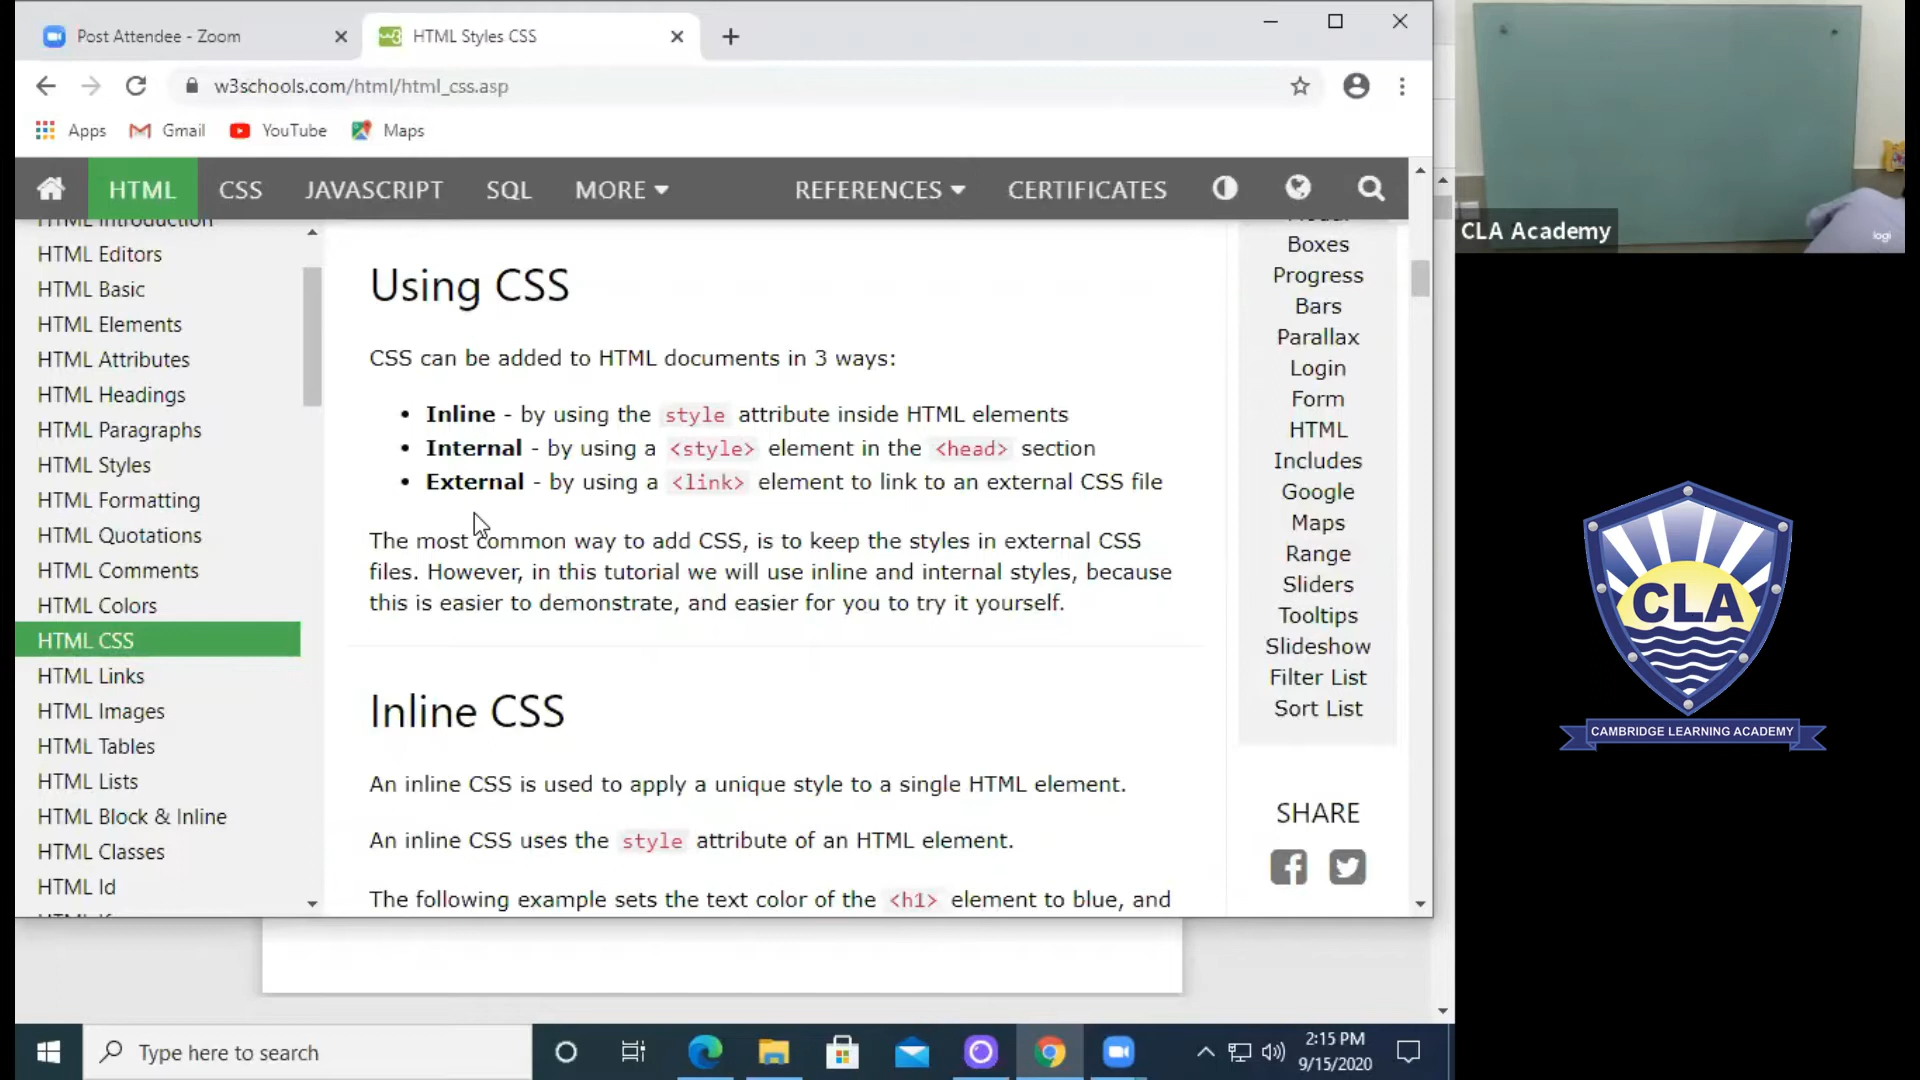 Post Attendee - Zoom
HTML Styles CSS
w3schools.com/html/html_css.asp
Apps Gmail YouTube Maps
HTML CSS JAVASCRIPT SQL MORE REFERENCES CERTIFICATES
HTML Introduction
HTML Editors
HTML Basic
HTML Elements
HTML Attributes
HTML Headings
HTML Paragraphs
HTML Styles
HTML Formatting
HTML Quotations
HTML Comments
HTML Colors
HTML CSS
HTML Links
HTML Images
HTML Tables
HTML Lists
HTML Block & Inline
HTML Classes
HTML Id
Using CSS
CSS can be added to HTML documents in 3 ways:
• Inline - by using the style attribute inside HTML elements
• Internal - by using a <style> element in the <head> section
• External - by using a <link> element to link to an external CSS file
The most common way to add CSS, is to keep the styles in external CSS
files. However, in this tutorial we will use inline and internal styles, because
this is easier to demonstrate, and easier for you to try it yourself.
Inline CSS
An inline CSS is used to apply a unique style to a single HTML element.
An inline CSS uses the style attribute of an HTML element.
The following example sets the text color of the <h1> element to blue, and
Boxes
Progress
Bars
Parallax
Login
Form
HTML
Includes
Google
Maps
Range
Sliders
Tooltips
Slideshow
Filter List
Sort List
SHARE
CLA Academy
logi
CLA
CAMBRIDGE LEARNING ACADEMY
Type here to search
2:15 PM
9/15/2020